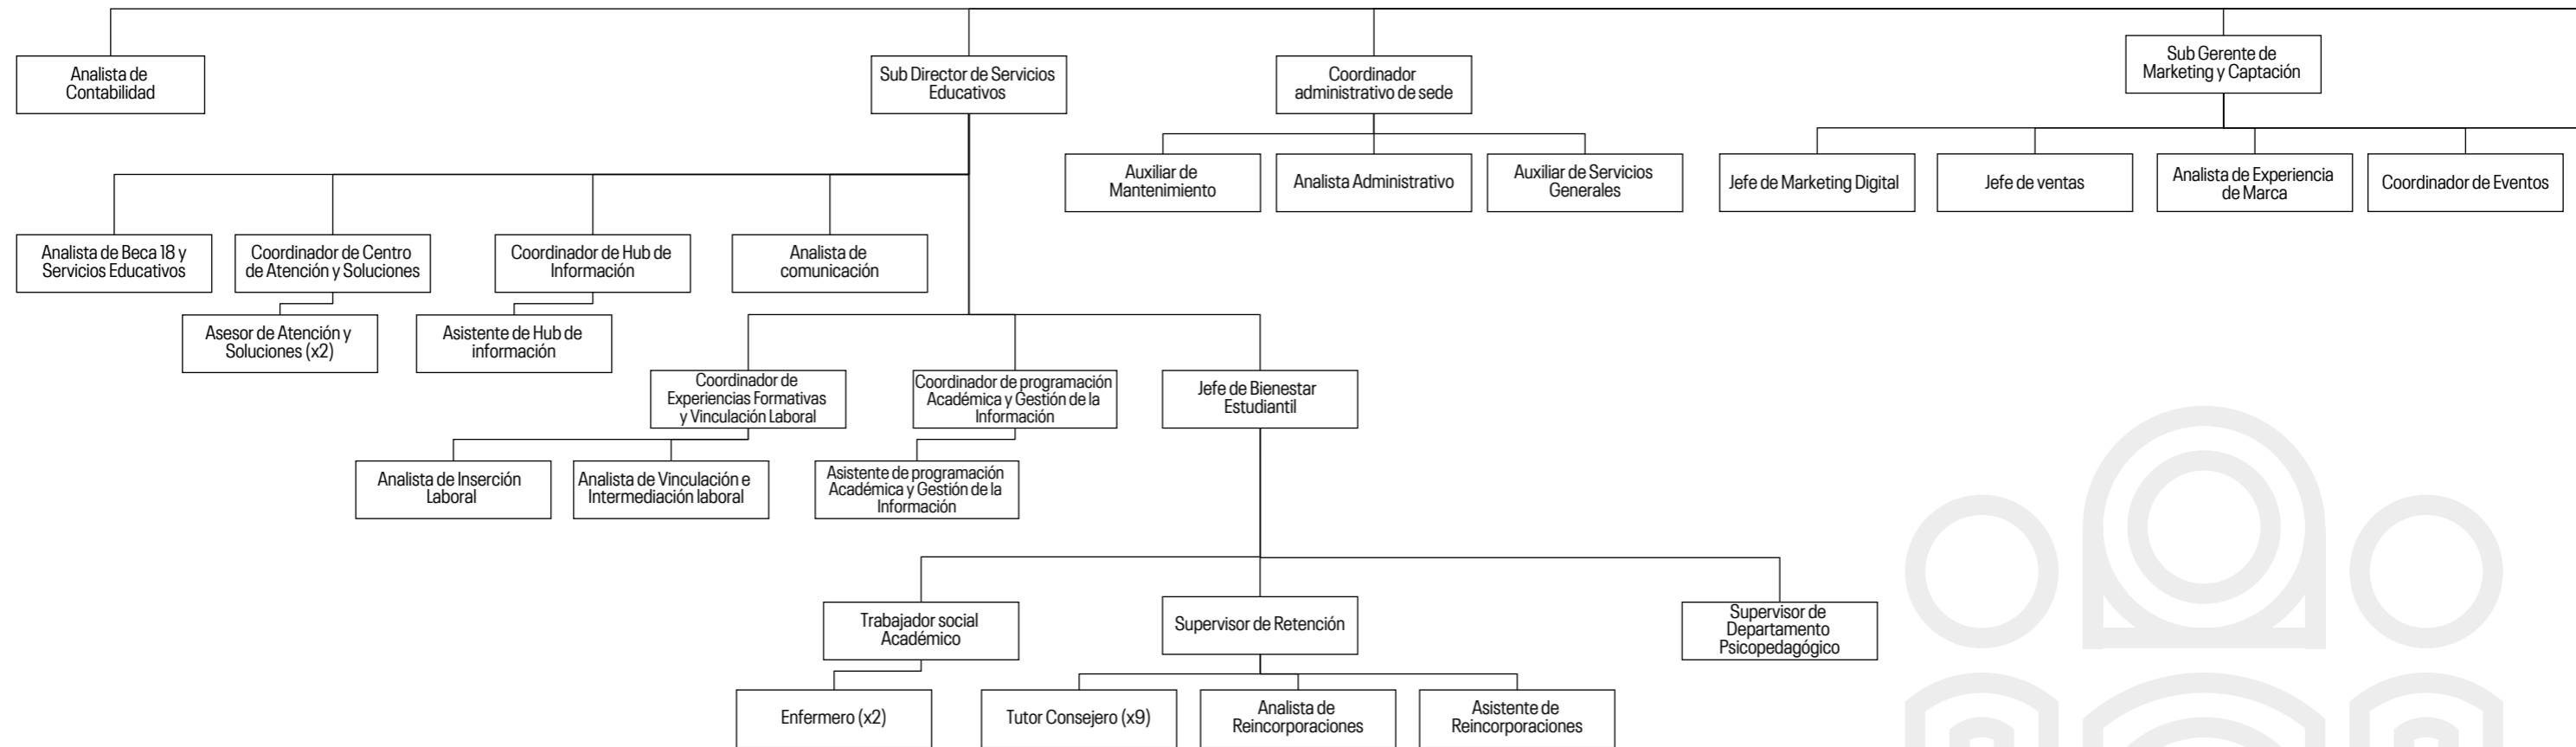 Analista de
Contabilidad
Sub Director de Servicios
Educativos
Coordinador
administrativo de sede
Sub Gerente de
Marketing y Captación
Auxiliar de
Mantenimiento
Analista Administrativo
Auxiliar de Servicios
Generales
Jefe de Marketing Digital
Jefe de ventas
Analista de Experiencia
de Marca
Coordinador de Eventos
Analista de Beca 18 y
Servicios Educativos
Coordinador de Centro
de Atención y Soluciones
Coordinador de Hub de
Información
Analista de
comunicación
Asesor de Atención y
Soluciones (x2)
Asistente de Hub de
información
Coordinador de
Experiencias Formativas
y Vinculación Laboral
Coordinador de programación
Académica y Gestión de la
Información
Jefe de Bienestar
Estudiantil
Analista de Inserción
Laboral
Analista de Vinculación e
Intermediación laboral
Asistente de programación
Académica y Gestión de la
Información
Trabajador social
Académico
Supervisor de Retención
Supervisor de
Departamento
Psicopedagógico
Enfermero (x2)
Tutor Consejero (x9)
Analista de
Reincorporaciones
Asistente de
Reincorporaciones